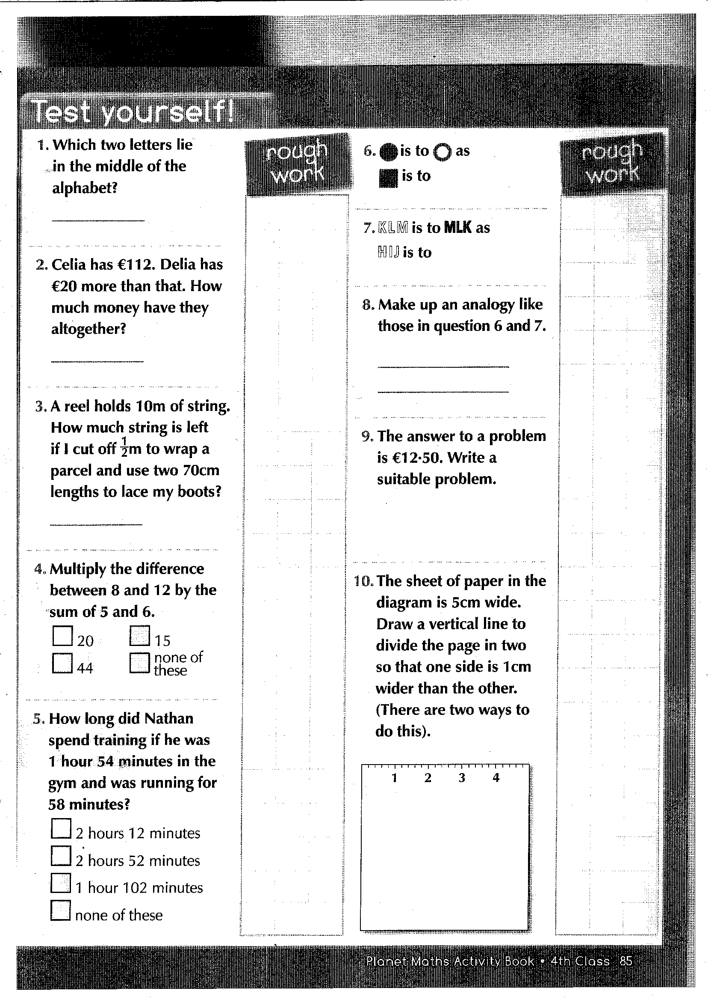 Test yourself!
1. Which two letters lie
in the middle of the
alphabet?
rough
work
2. Celia has €112. Delia has
€20 more than that. How
much money have they
altogether?
3. A reel holds 10m of string.
How much string is left
if I cut off ½m to wrap a
parcel and use two 70cm
lengths to lace my boots?
4. Multiply the difference
between 8 and 12 by the
sum of 5 and 6.
20 15
44 none of
these
5. How long did Nathan
spend training if he was
1 hour 54 minutes in the
gym and was running for
58 minutes?
2 hours 12 minutes
2 hours 52 minutes
1 hour 102 minutes
none of these
6. is to as
is to
rough
work
7. KLM is to MLK as
HIJ is to
8. Make up an analogy like
those in question 6 and 7.
9. The answer to a problem
is €12·50. Write a
suitable problem.
10. The sheet of paper in the
diagram is 5cm wide.
Draw a vertical line to
divide the page in two
so that one side is 1cm
wider than the other.
(There are two ways to
do this).
1 2 3 4
Planet Maths Activity Book • 4th Class 85